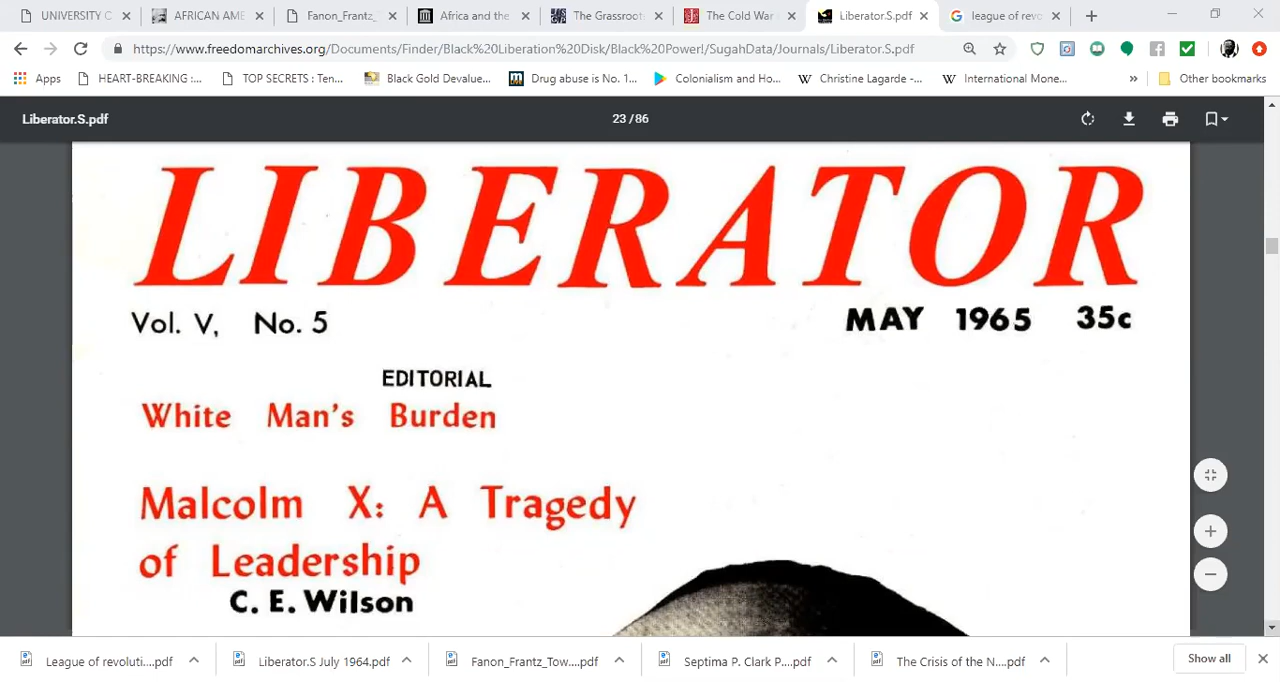 UNIVERSITY C
AFRICAN AME
Fanon_Frantz_
Africa and the
The Grassroot
The Cold War
Liberator.S.pdf
league of revo
https://www.freedomarchives.org/Documents/Finder/Black%20Liberation%20Disk/Black%20Power!/SugahData/Journals/Liberator.S.pdf
Apps
HEART-BREAKING :...
TOP SECRETS : Ten...
Black Gold Devalue...
Drug abuse is No. 1...
Colonialism and Ho...
Christine Lagarde -...
International Mone...
»
Other bookmarks
Liberator.S.pdf
23 / 86
LIBERATOR
Vol. V, No. 5
MAY 1965 35c
EDITORIAL
White Man's Burden
Malcolm X: A Tragedy
of Leadership
C. E. Wilson
League of revoluti....pdf
Liberator.S July 1964.pdf
Fanon_Frantz_Tow....pdf
Septima P. Clark P....pdf
The Crisis of the N....pdf
Show all